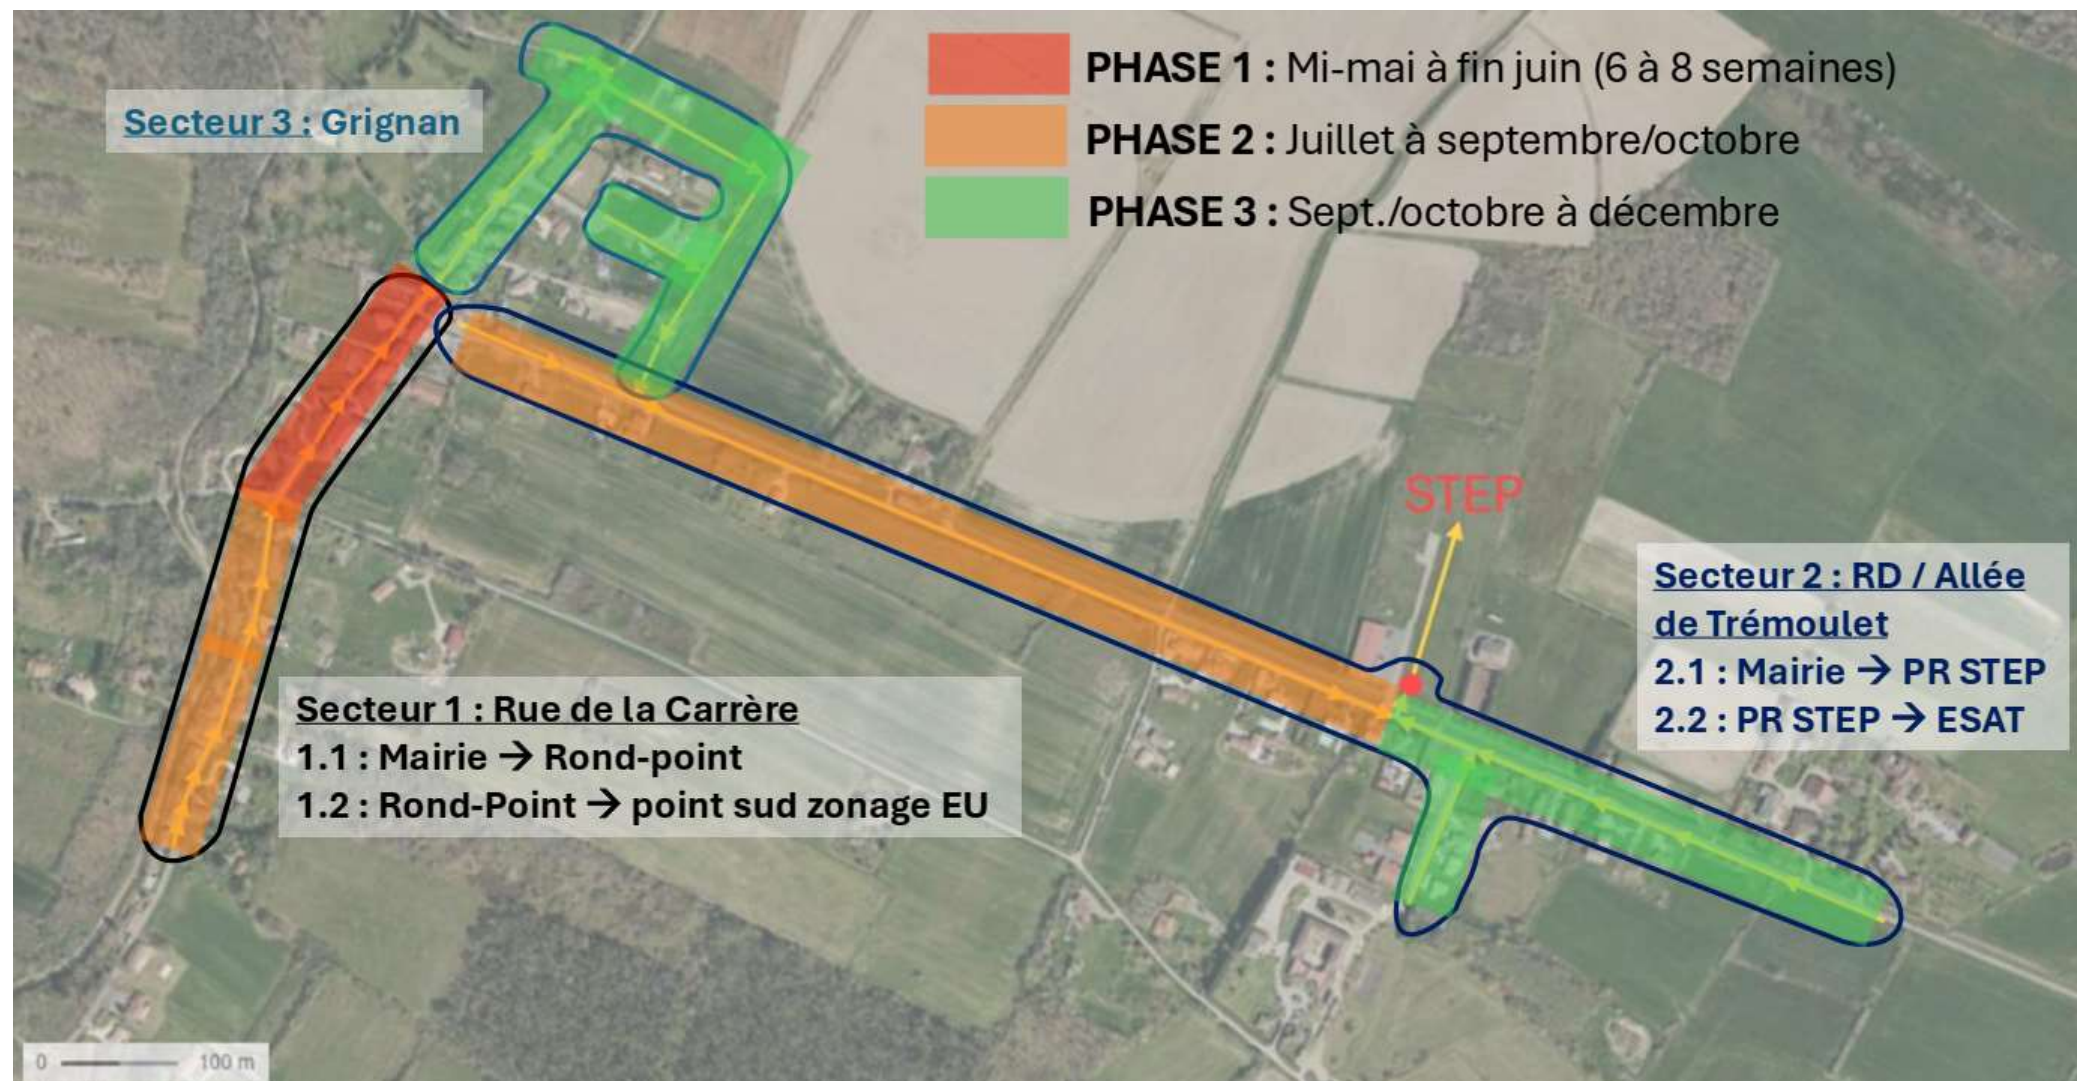 PHASE 1 : Mi-mai à fin juin (6 à 8 semaines)
Secteur 3 : Grignan
PHASE 2 : Juillet à septembre/octobre
PHASE 3 : Sept./octobre à décembre
STEP
Secteur 2 : RD / Allée
de Trémoulet
2.1 : Mairie → PR STEP
2.2 : PR STEP → ESAT
Secteur 1 : Rue de la Carrère
1.1 : Mairie → Rond-point
1.2 : Rond-Point → point sud zonage EU
0 100 m